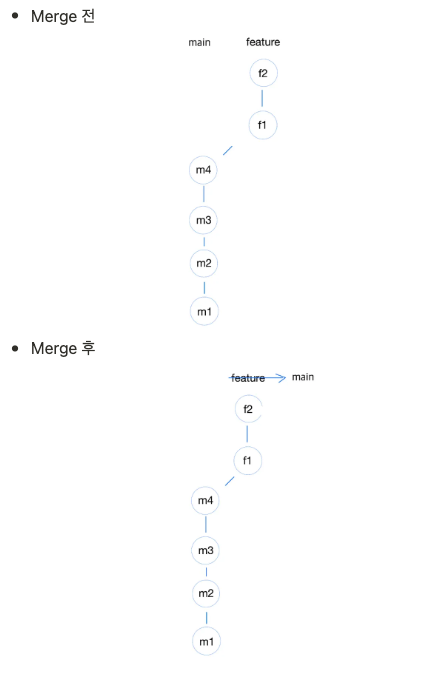 Merge 전
main feature
f2
f1
m4
m3
m2
m1
Merge 후
feature main
f2
f1
m4
m3
m2
m1